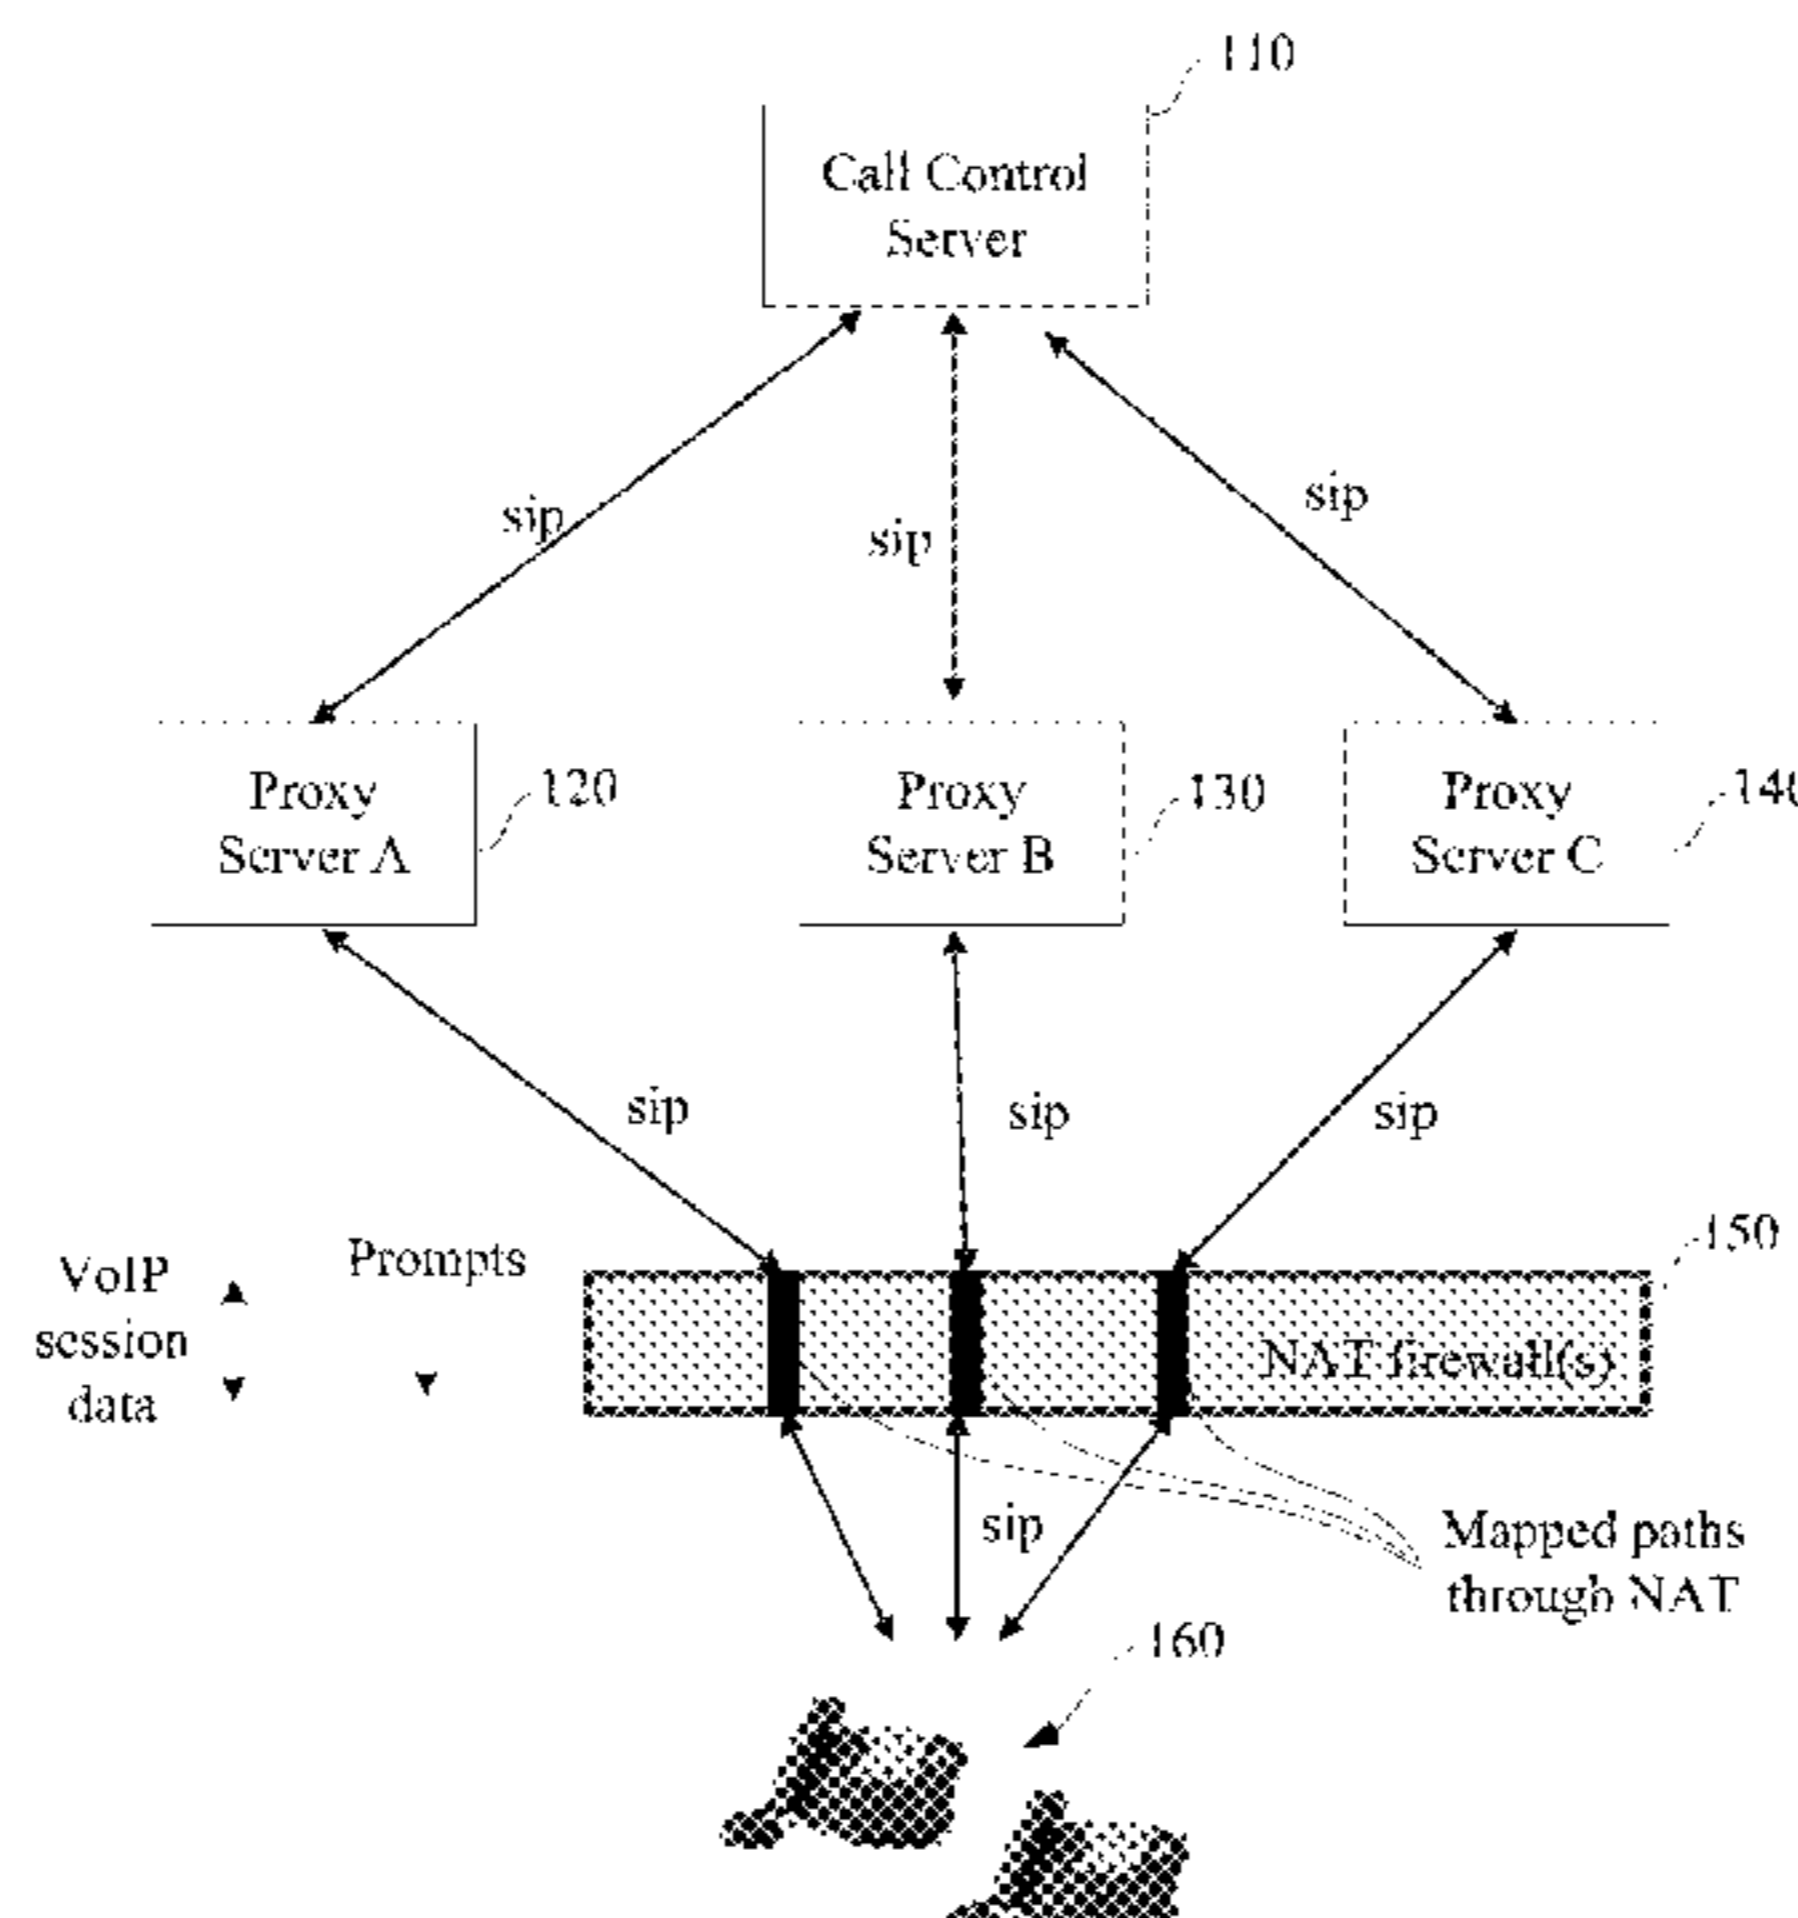 110
Call Control
Server
sip
sip
sip
Proxy
Server A
120
Proxy
Server B
130
Proxy
Server C
140
sip
sip
sip
VoIP
session
data
Prompts
150
NAT firewall(s)
sip
Mapped paths
through NAT
160